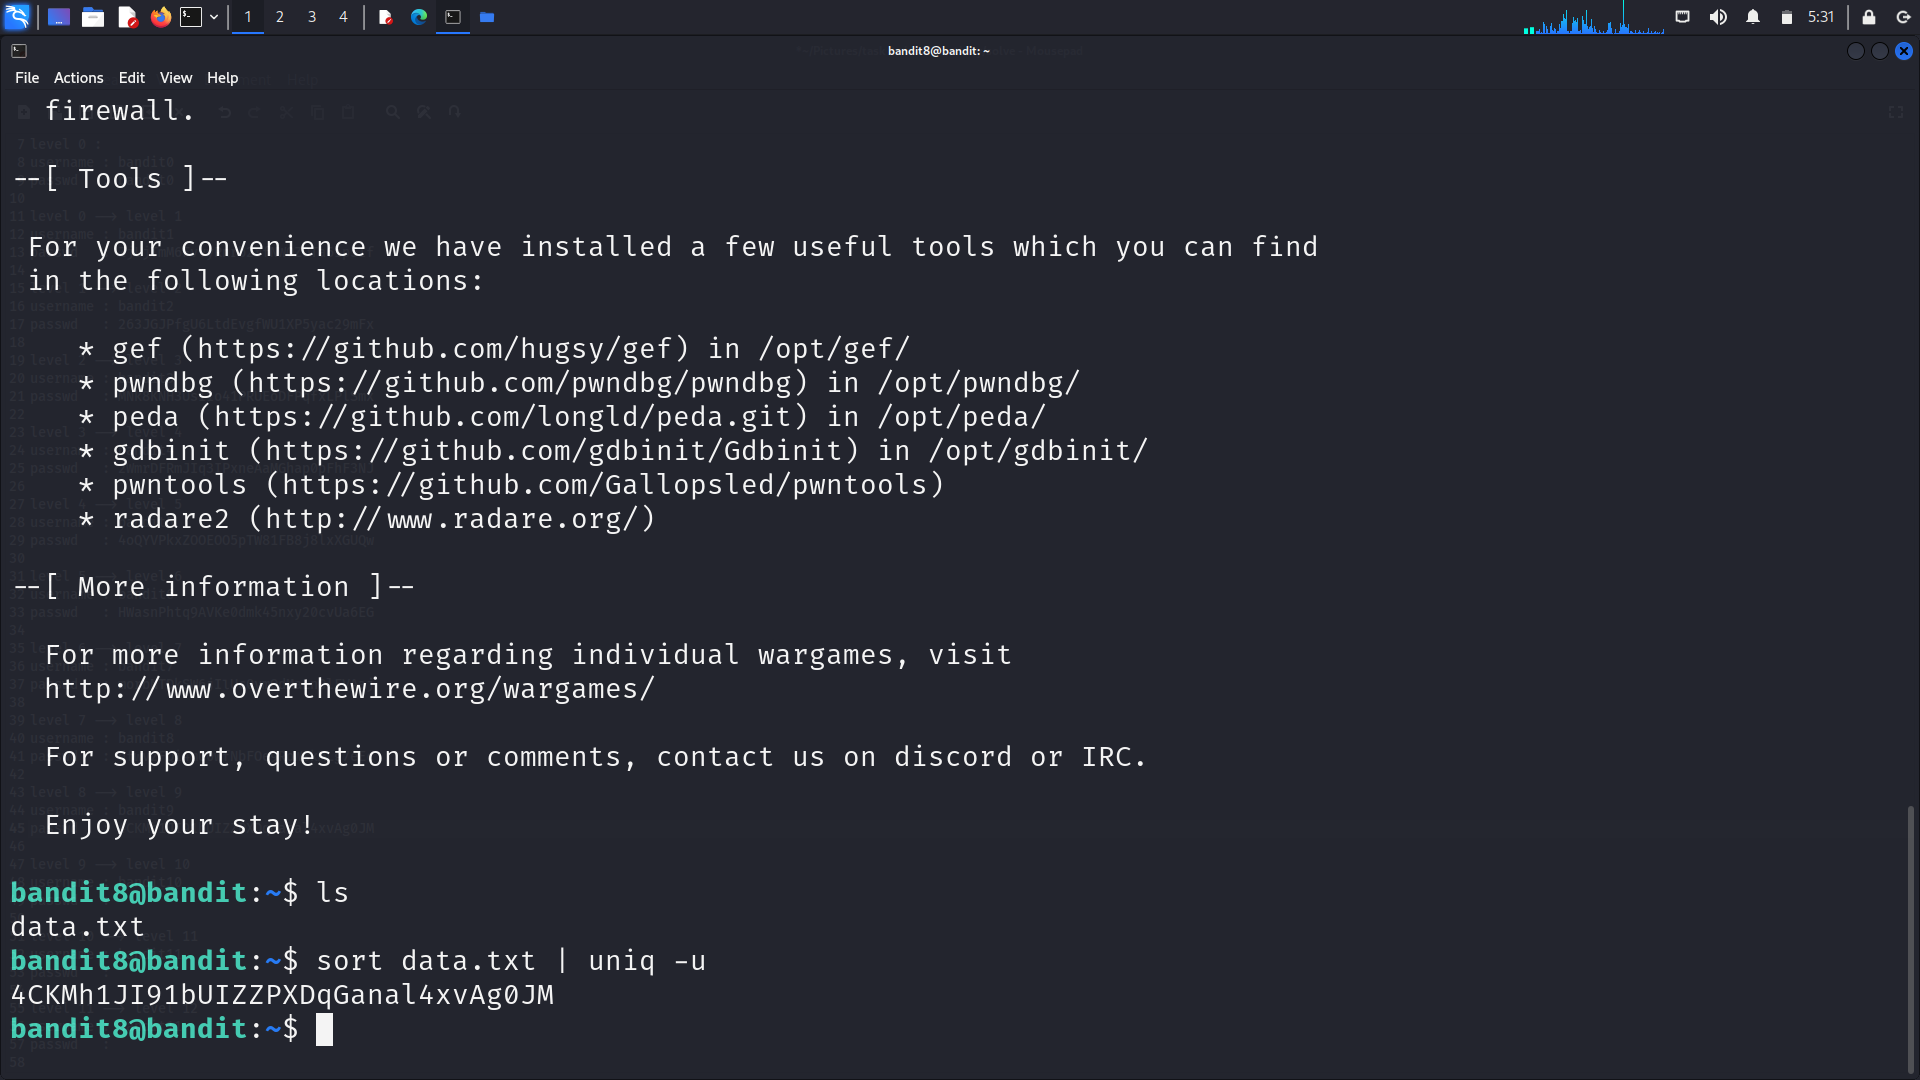 1 2 3 4 5:31
bandit8@bandit: ~
File Actions Edit View Help
firewall.
--[ Tools ]--
For your convenience we have installed a few useful tools which you can find
in the following locations:
* gef (https://github.com/hugsy/gef) in /opt/gef/
* pwndbg (https://github.com/pwndbg/pwndbg) in /opt/pwndbg/
* peda (https://github.com/longld/peda.git) in /opt/peda/
* gdbinit (https://github.com/gdbinit/Gdbinit) in /opt/gdbinit/
* pwntools (https://github.com/Gallopsled/pwntools)
* radare2 (http://www.radare.org/)
--[ More information ]--
For more information regarding individual wargames, visit
http://www.overthewire.org/wargames/
For support, questions or comments, contact us on discord or IRC.
Enjoy your stay!
bandit8@bandit:~$ ls
data.txt
bandit8@bandit:~$ sort data.txt | uniq -u
4CKMh1JI91bUIZZPXDqGanal4xvAg0JM
bandit8@bandit:~$